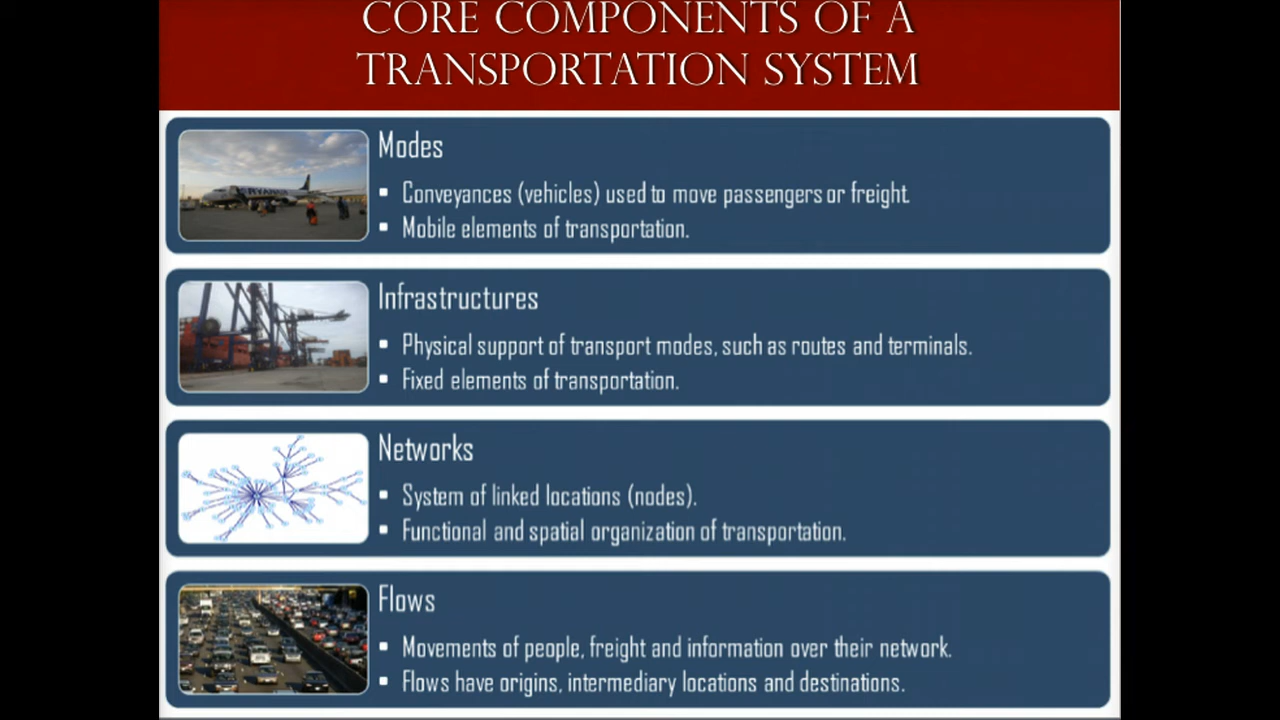 CORE COMPONENTS OF A
TRANSPORTATION SYSTEM
Modes
▪ Conveyances (vehicles) used to move passengers or freight.
▪ Mobile elements of transportation.
RYANAIR
Infrastructures
▪ Physical support of transport modes, such as routes and terminals.
▪ Fixed elements of transportation.
Networks
▪ System of linked locations (nodes).
▪ Functional and spatial organization of transportation.
Flows
▪ Movements of people, freight and information over their network.
▪ Flows have origins, intermediary locations and destinations.